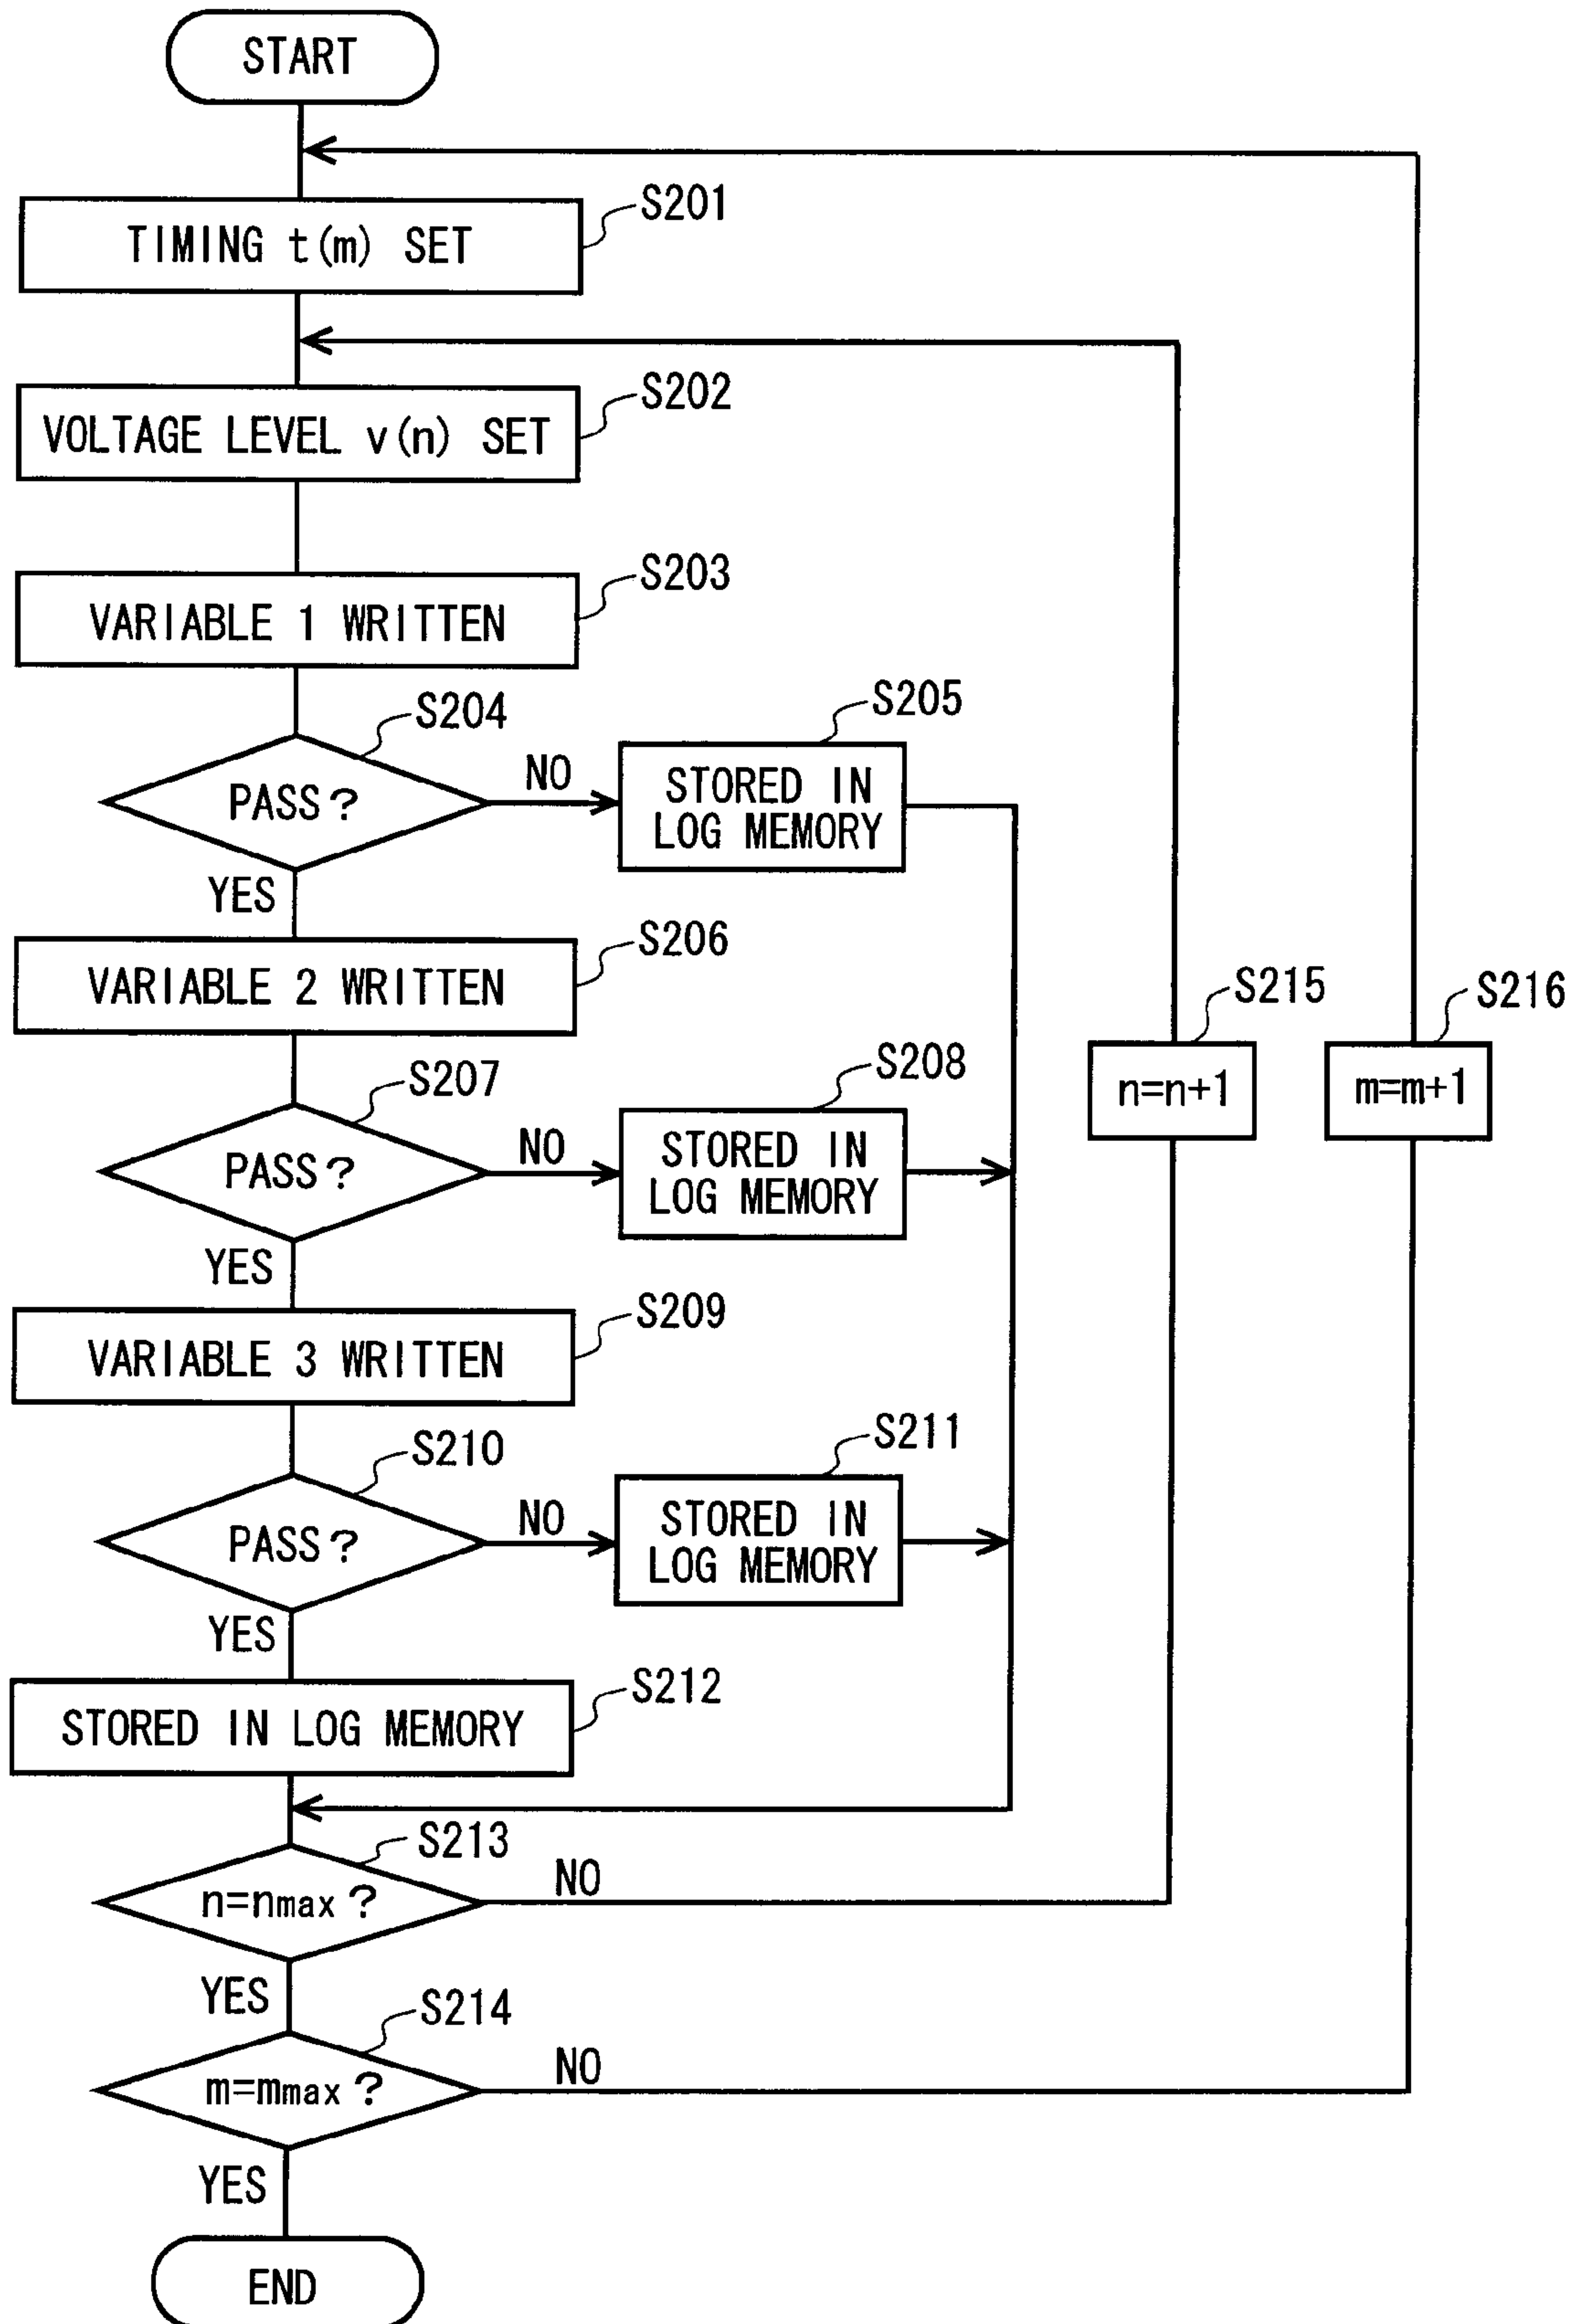 START
S201
TIMING t(m) SET
S202
VOLTAGE LEVEL v(n) SET
S203
VARIABLE 1 WRITTEN
S204
PASS?
NO
S205
STORED IN
LOG MEMORY
YES
S206
VARIABLE 2 WRITTEN
S207
PASS?
NO
S208
STORED IN
LOG MEMORY
S215
n=n+1
S216
m=m+1
YES
S209
VARIABLE 3 WRITTEN
S210
PASS?
NO
S211
STORED IN
LOG MEMORY
YES
S212
STORED IN LOG MEMORY
S213
n=nmax?
NO
YES
S214
m=mmax?
NO
YES
END